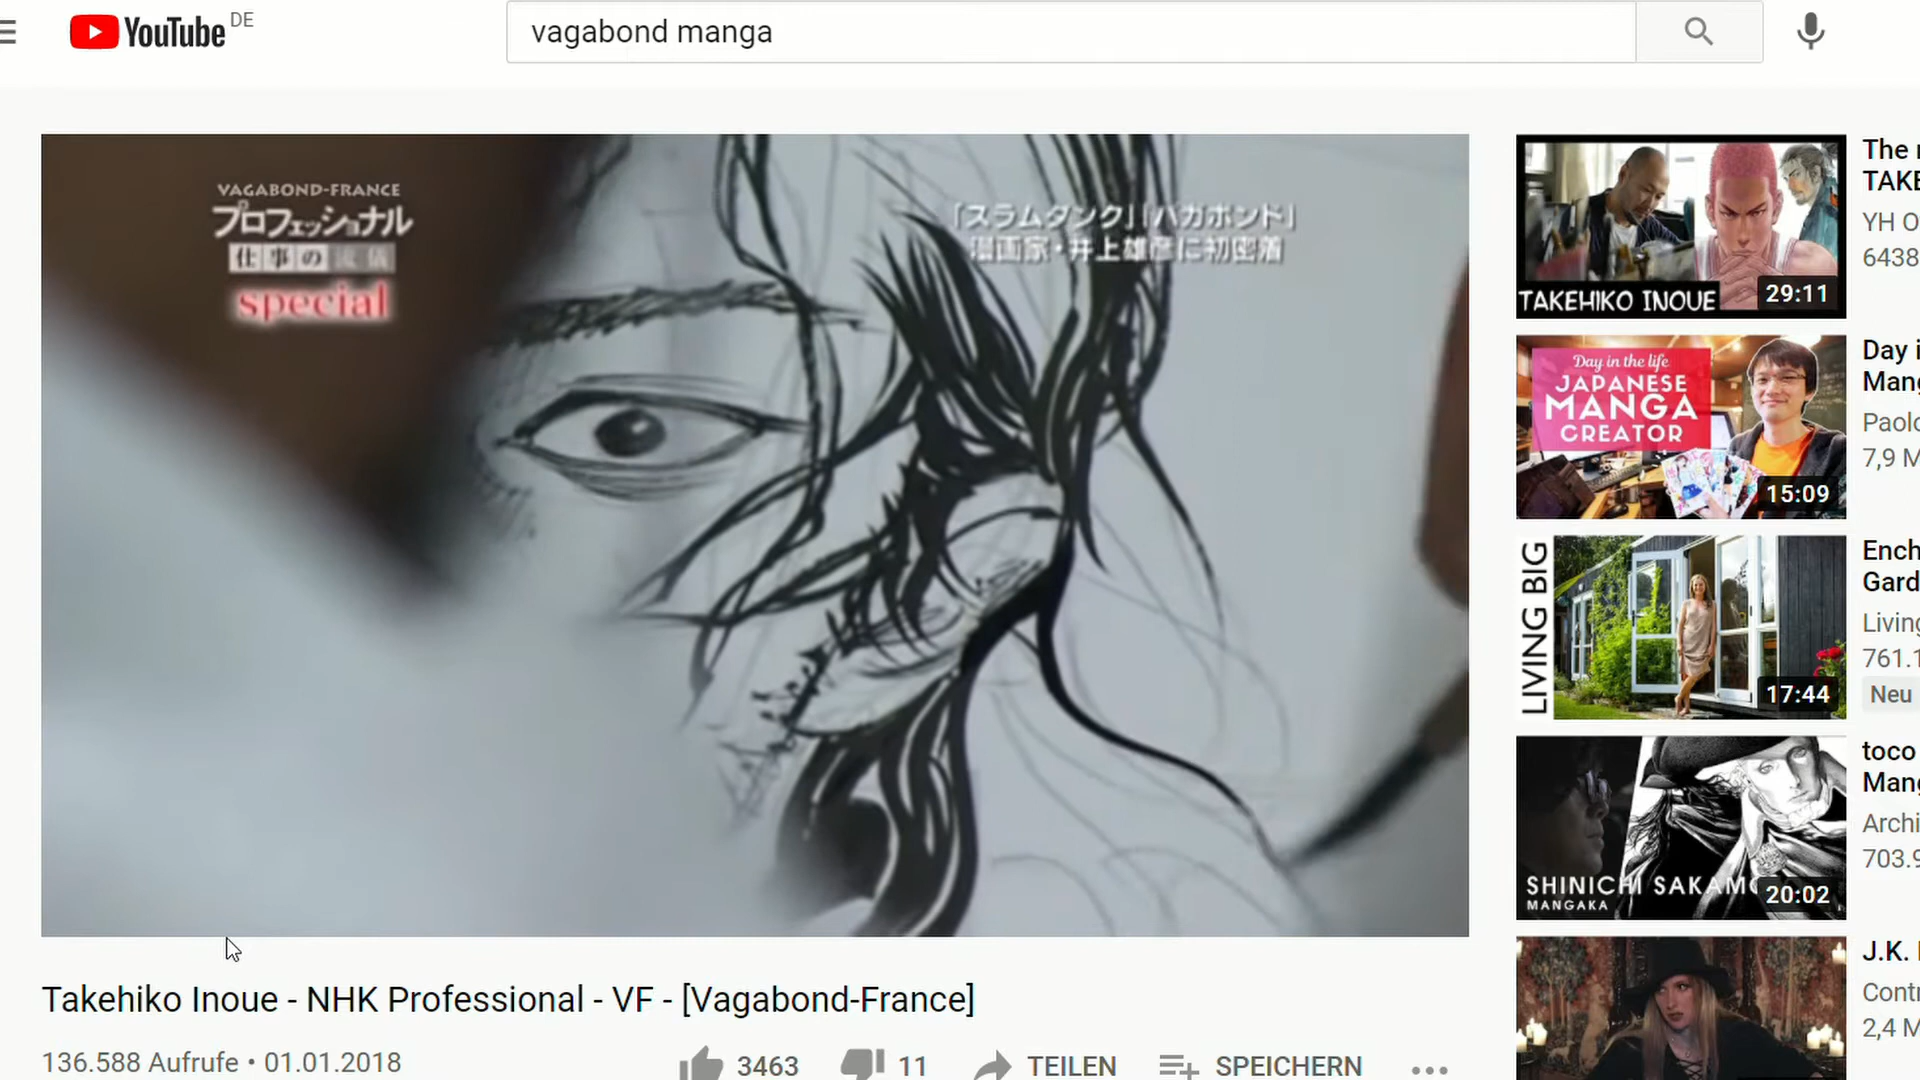 YouTube DE
vagabond manga
VAGABOND-FRANCE
プロフェッショナル
仕事の
special
「スラムダンク」「バガボンド」
漫画家・井上雄彦に初密着
Takehiko Inoue - NHK Professional - VF - [Vagabond-France]
136.588 Aufrufe • 01.01.2018
3463
11
TEILEN
SPEICHERN
TAKEHIKO INOUE
29:11
The
TAKE
YH O
6438
Day in the life
JAPANESE
MANGA
CREATOR
15:09
Day i
Mang
Paolo
7,9 M
LIVING BIG
17:44
Ench
Gard
Living
761.1
Neu
SHINICHI SAKAMO
MANGAKA
20:02
toco
Mang
Archi
703.9
J.K.
Contr
2,4 M